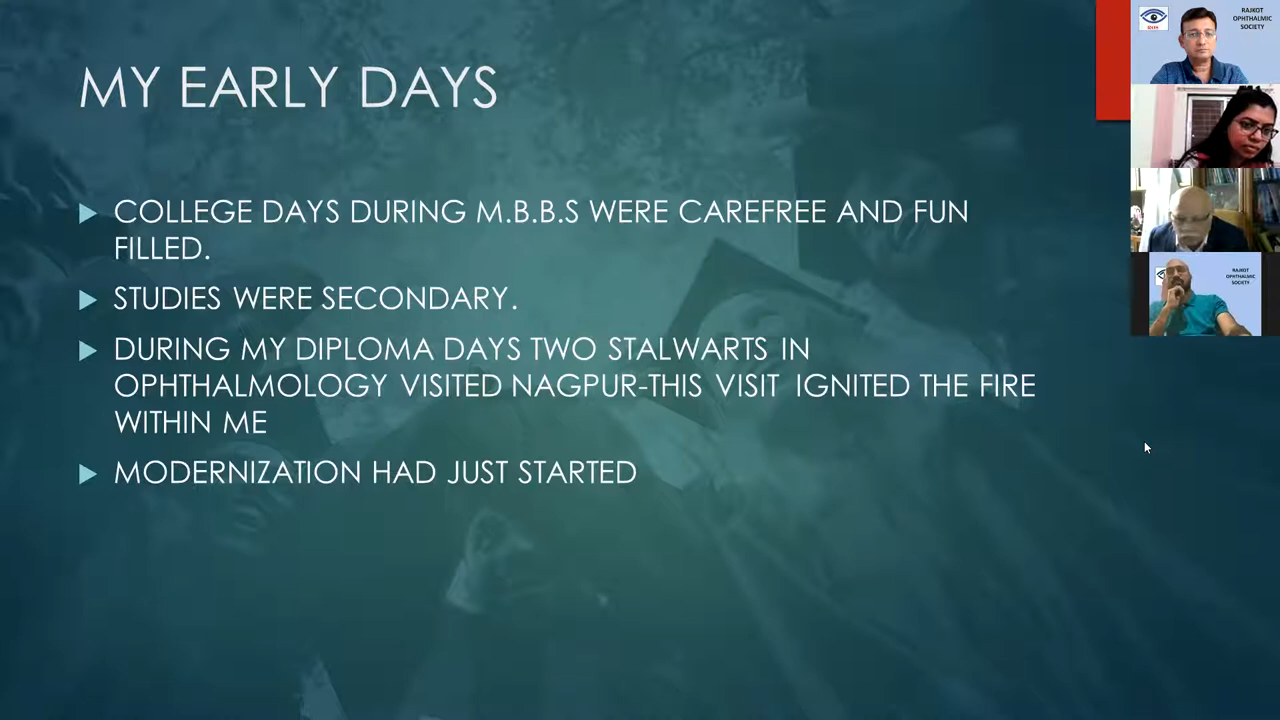 MY EARLY DAYS
COLLEGE DAYS DURING M.B.B.S WERE CAREFREE AND FUN
FILLED.
STUDIES WERE SECONDARY.
DURING MY DIPLOMA DAYS TWO STALWARTS IN
OPHTHALMOLOGY VISITED NAGPUR-THIS VISIT IGNITED THE FIRE
WITHIN ME
MODERNIZATION HAD JUST STARTED
RAJKOT
OPHTHALMIC
SOCIETY
RAJKOT
OPHTHALMIC
SOCIETY